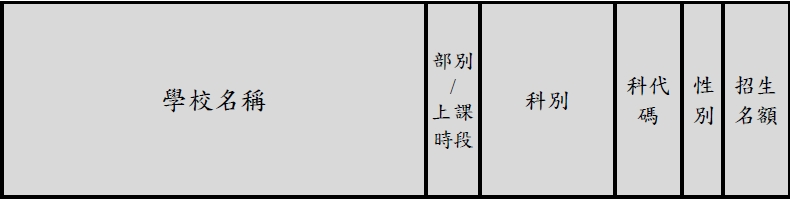 學校名稱
部別
/
上課
時段
科別
科代
碼
性
別
招生
名額